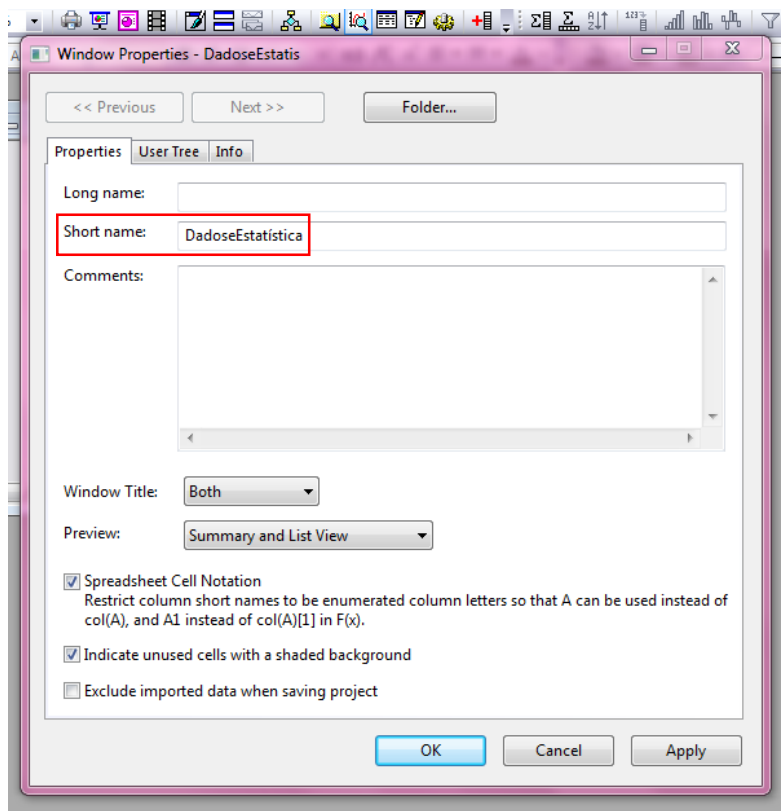 Window Properties - DadoseEstatis
<< Previous
Next >>
Folder...
Properties
User Tree
Info
Long name:
Short name:
DadoseEstatística
Comments:
Window Title:
Both
Preview:
Summary and List View
Spreadsheet Cell Notation
Restrict column short names to be enumerated column letters so that A can be used instead of
col(A), and A1 instead of col(A)[1] in F(x).
Indicate unused cells with a shaded background
Exclude imported data when saving project
OK
Cancel
Apply